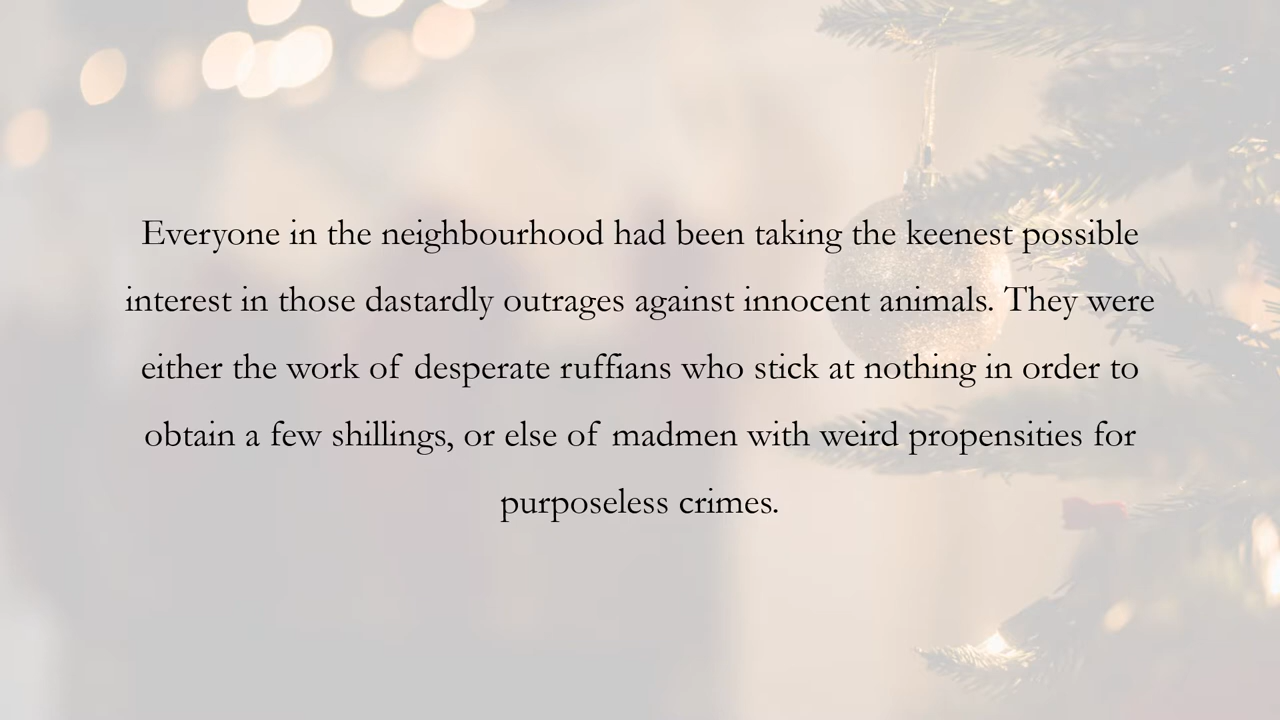 Everyone in the neighbourhood had been taking the keenest possible
interest in those dastardly outrages against innocent animals. They were
either the work of desperate ruffians who stick at nothing in order to
obtain a few shillings, or else of madmen with weird propensities for
purposeless crimes.